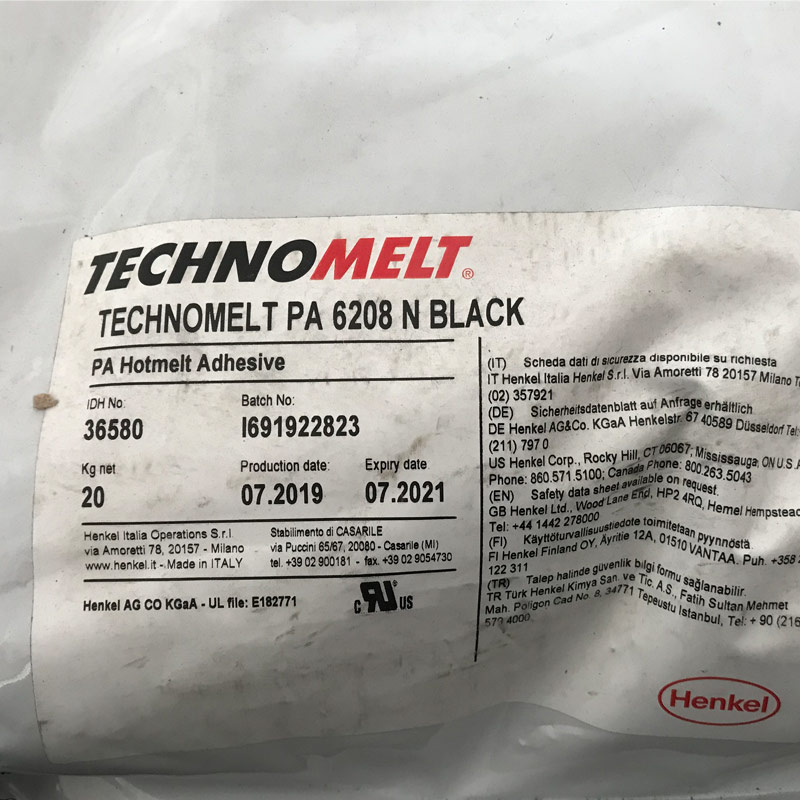 TECHNOMELT®
TECHNOMELT PA 6208 N BLACK
PA Hotmelt Adhesive
IDH No:
36580
Batch No:
I691922823
Kg net
20
Production date:
07.2019
Expiry date
07.2021
Henkel Italia Operations S.r.l.
via Amoretti 78, 20157 - Milano
www.henkel.it - Made in ITALY
Stabilimento di CASARILE
via Puccini 65/67, 20080 - Casarile (MI)
tel. +39 02 900181 - fax. +39 02 9054730
Henkel AG CO KGaA - UL file: E182771
c RU® US
(IT) Scheda dati di sicurezza disponibile su richiesta
IT Henkel Italia Henkel S.r.l. Via Amoretti 78 20157 Milano
(02) 357921
(DE) Sicherheitsdatenblatt auf Anfrage erhältlich
DE Henkel AG&Co. KGaA Henkelstr. 67 40589 Düsseldorf Tel:
(211) 797 0
US Henkel Corp., Rocky Hill, CT 06067; Mississauga, ON U.S.A
Phone: 860.571.5100; Canada Phone: 800.263.5043
(EN) Safety data sheet available on request.
GB Henkel Ltd., Wood Lane End, HP2 4RQ, Hemel Hempstead
Tel: +44 1442 278000
(FI) Käyttöturvallisuustiedote toimitetaan pyynnöstä
FI Henkel Finland OY, Äyritie 12A, 01510 VANTAA. Puh. +358
122 311
(TR) Talep halinde güvenlik bilgi formu sağlanabilir.
TR Türk Henkel Kimya San. ve Tic. A.S., Fatih Sultan Mehmet
Mah. Poligon Cad No. 8, 34771 Tepeustu Istanbul, Tel: + 90 (216
579 4000
Henkel